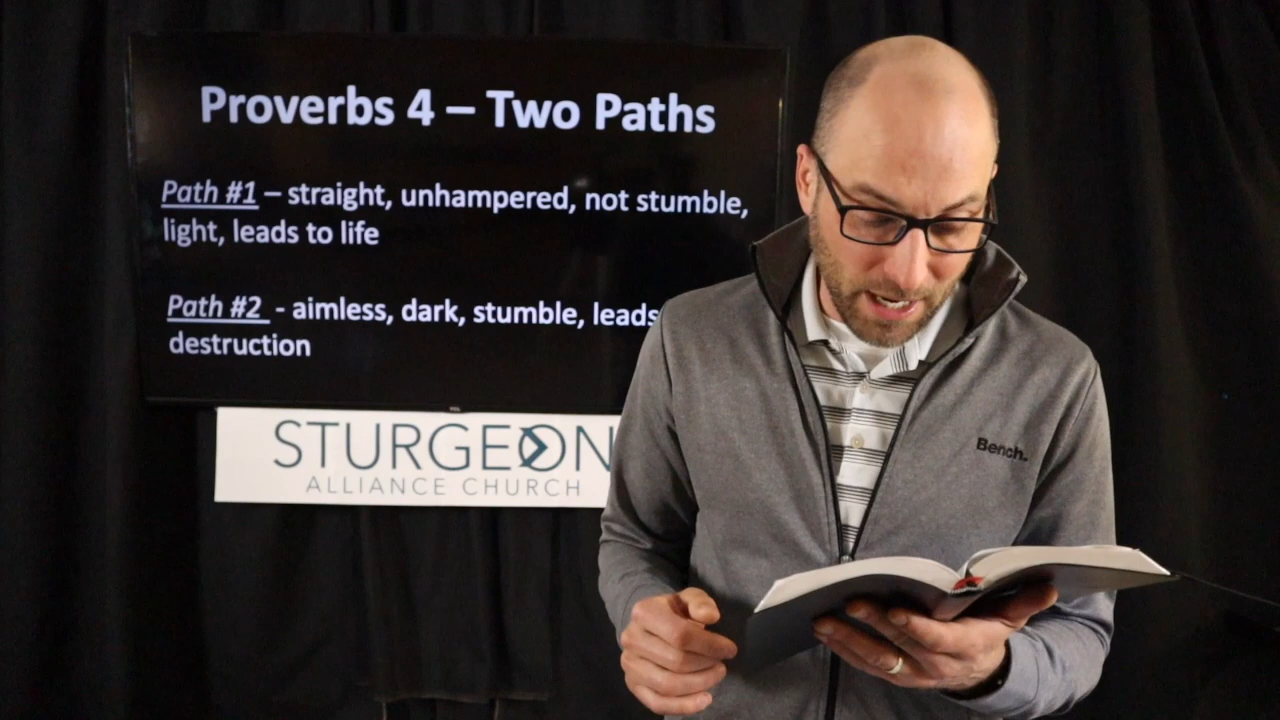 Proverbs 4 – Two Paths
Path #1 – straight, unhampered, not stumble,
light, leads to life
Path #2 - aimless, dark, stumble, leads
destruction
STURGEON
ALLIANCE CHURCH
Bench.